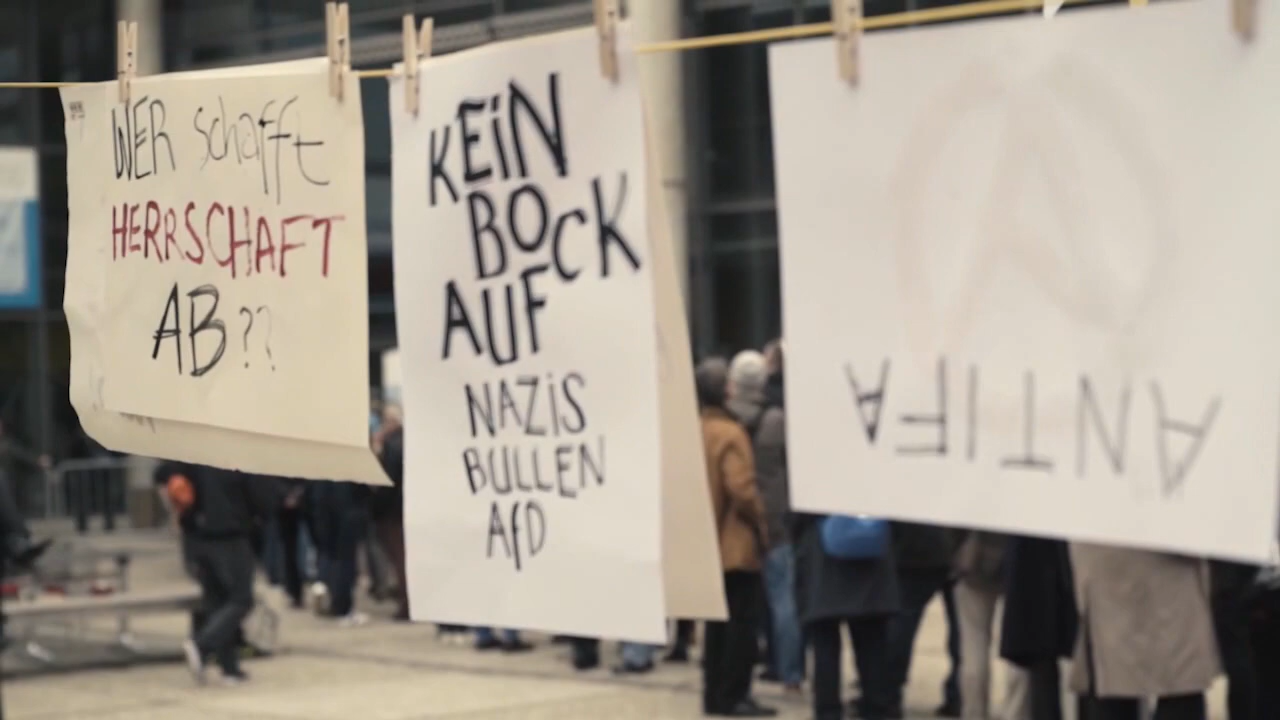 WER schafft
HERRSCHAFT
AB??
KEiN
BOCK
AUF
NAZiS
BULLEN
AfD
ANTIFA